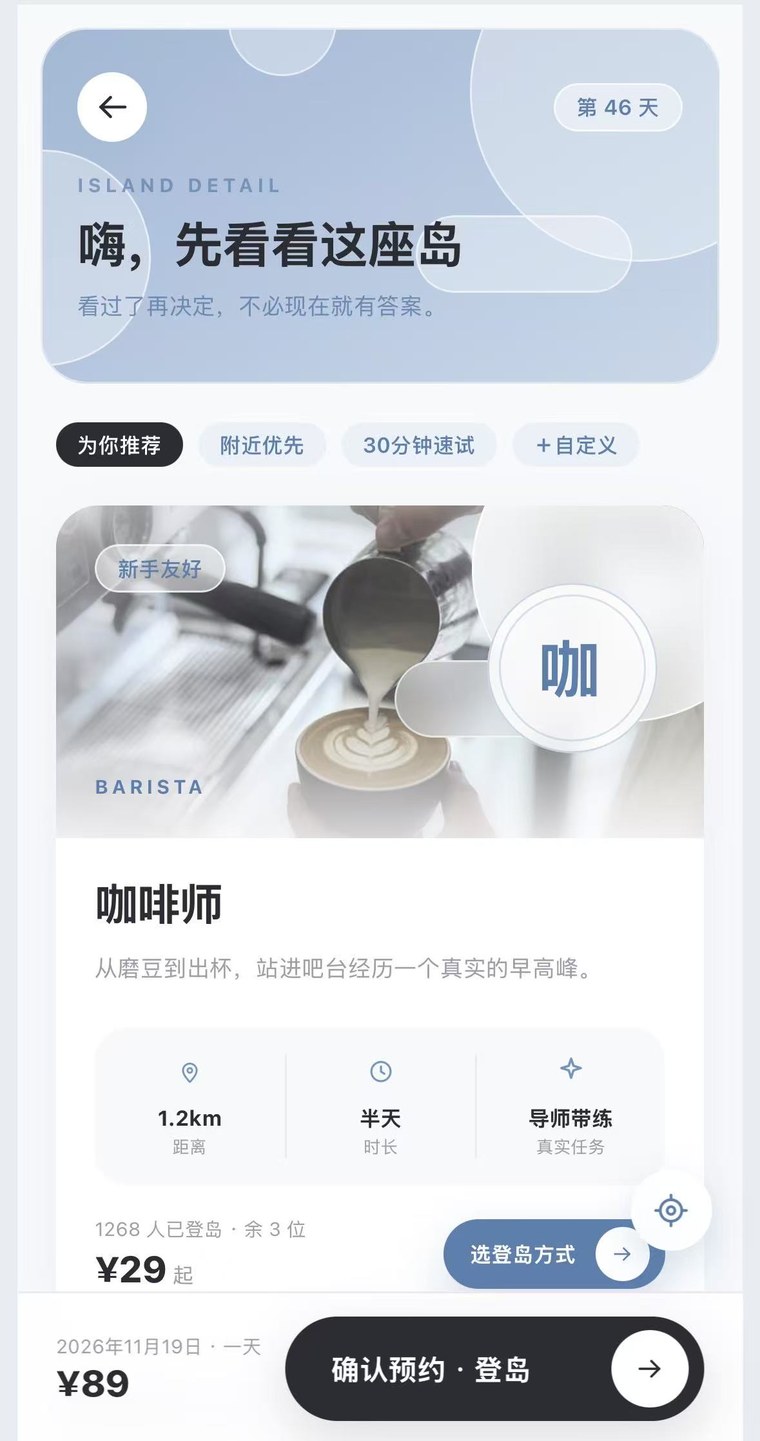 第 46 天
ISLAND DETAIL
嗨，先看看这座岛
看过了再决定，不必现在就有答案。
为你推荐
附近优先
30分钟速试
+自定义
新手友好
咖
BARISTA
咖啡师
从磨豆到出杯，站进吧台经历一个真实的早高峰。
1.2km
距离
半天
时长
导师带练
真实任务
1268 人已登岛 · 余 3 位
¥29 起
选登岛方式
2026年11月19日 · 一天
¥89
确认预约 · 登岛